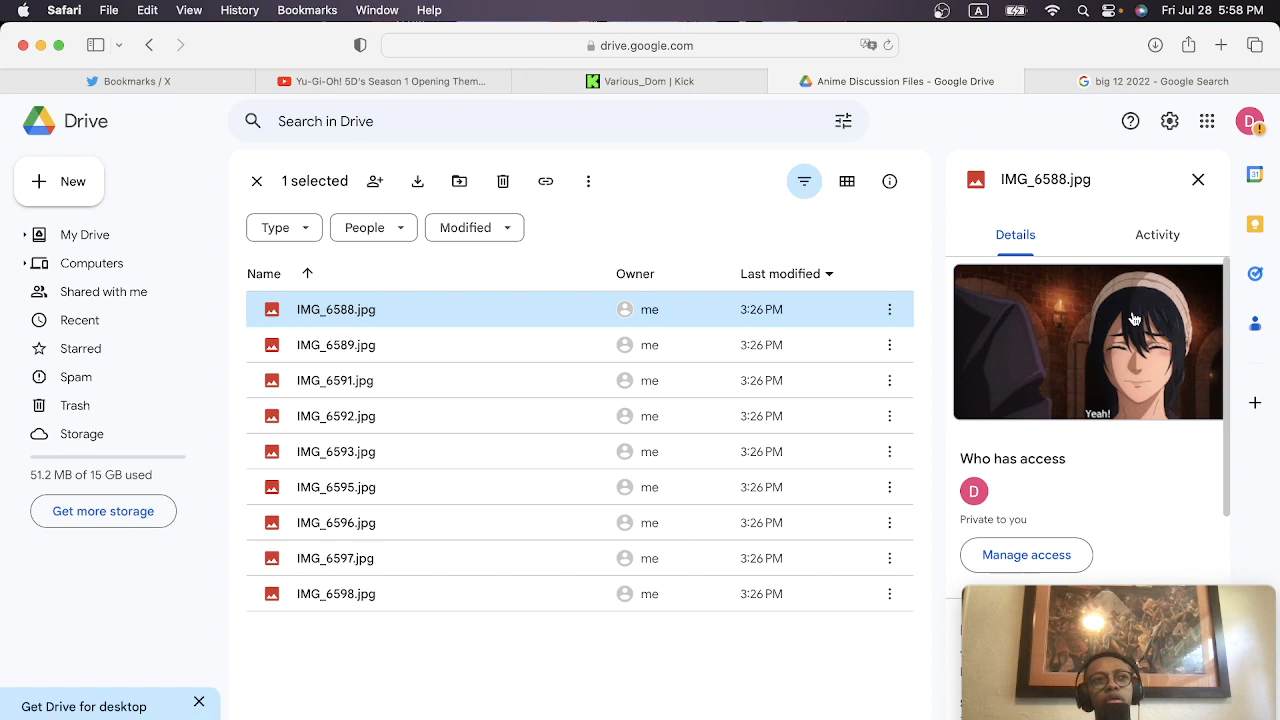 Safari File Edit View History Bookmarks Window Help
A
Fri Jul 28 5:58 PM
drive.google.com
Bookmarks / X
Yu-Gi-Oh! 5D's Season 1 Opening Them...
Various_Dom | Kick
Anime Discussion Files - Google Drive
big 12 2022 - Google Search
Drive
Search in Drive
D
New
1 selected
IMG_6588.jpg
31
Type
People
Modified
My Drive
Details
Activity
Computers
Name
Owner
Last modified
Shared with me
IMG_6588.jpg me 3:26 PM
Recent
IMG_6589.jpg me 3:26 PM
Starred
IMG_6591.jpg me 3:26 PM
Spam
Trash
IMG_6592.jpg me 3:26 PM
Yeah!
Storage
IMG_6593.jpg me 3:26 PM
Who has access
51.2 MB of 15 GB used
IMG_6595.jpg me 3:26 PM
D
Get more storage
IMG_6596.jpg me 3:26 PM
Private to you
IMG_6597.jpg me 3:26 PM
Manage access
IMG_6598.jpg me 3:26 PM
Get Drive for desktop